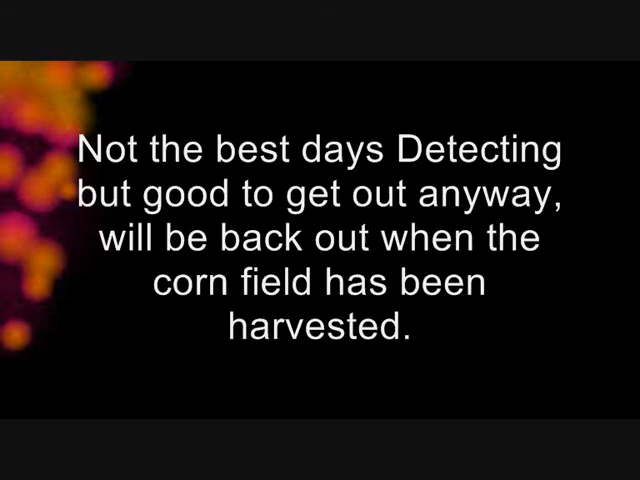 Not the best days Detecting
but good to get out anyway,
will be back out when the
corn field has been
harvested.